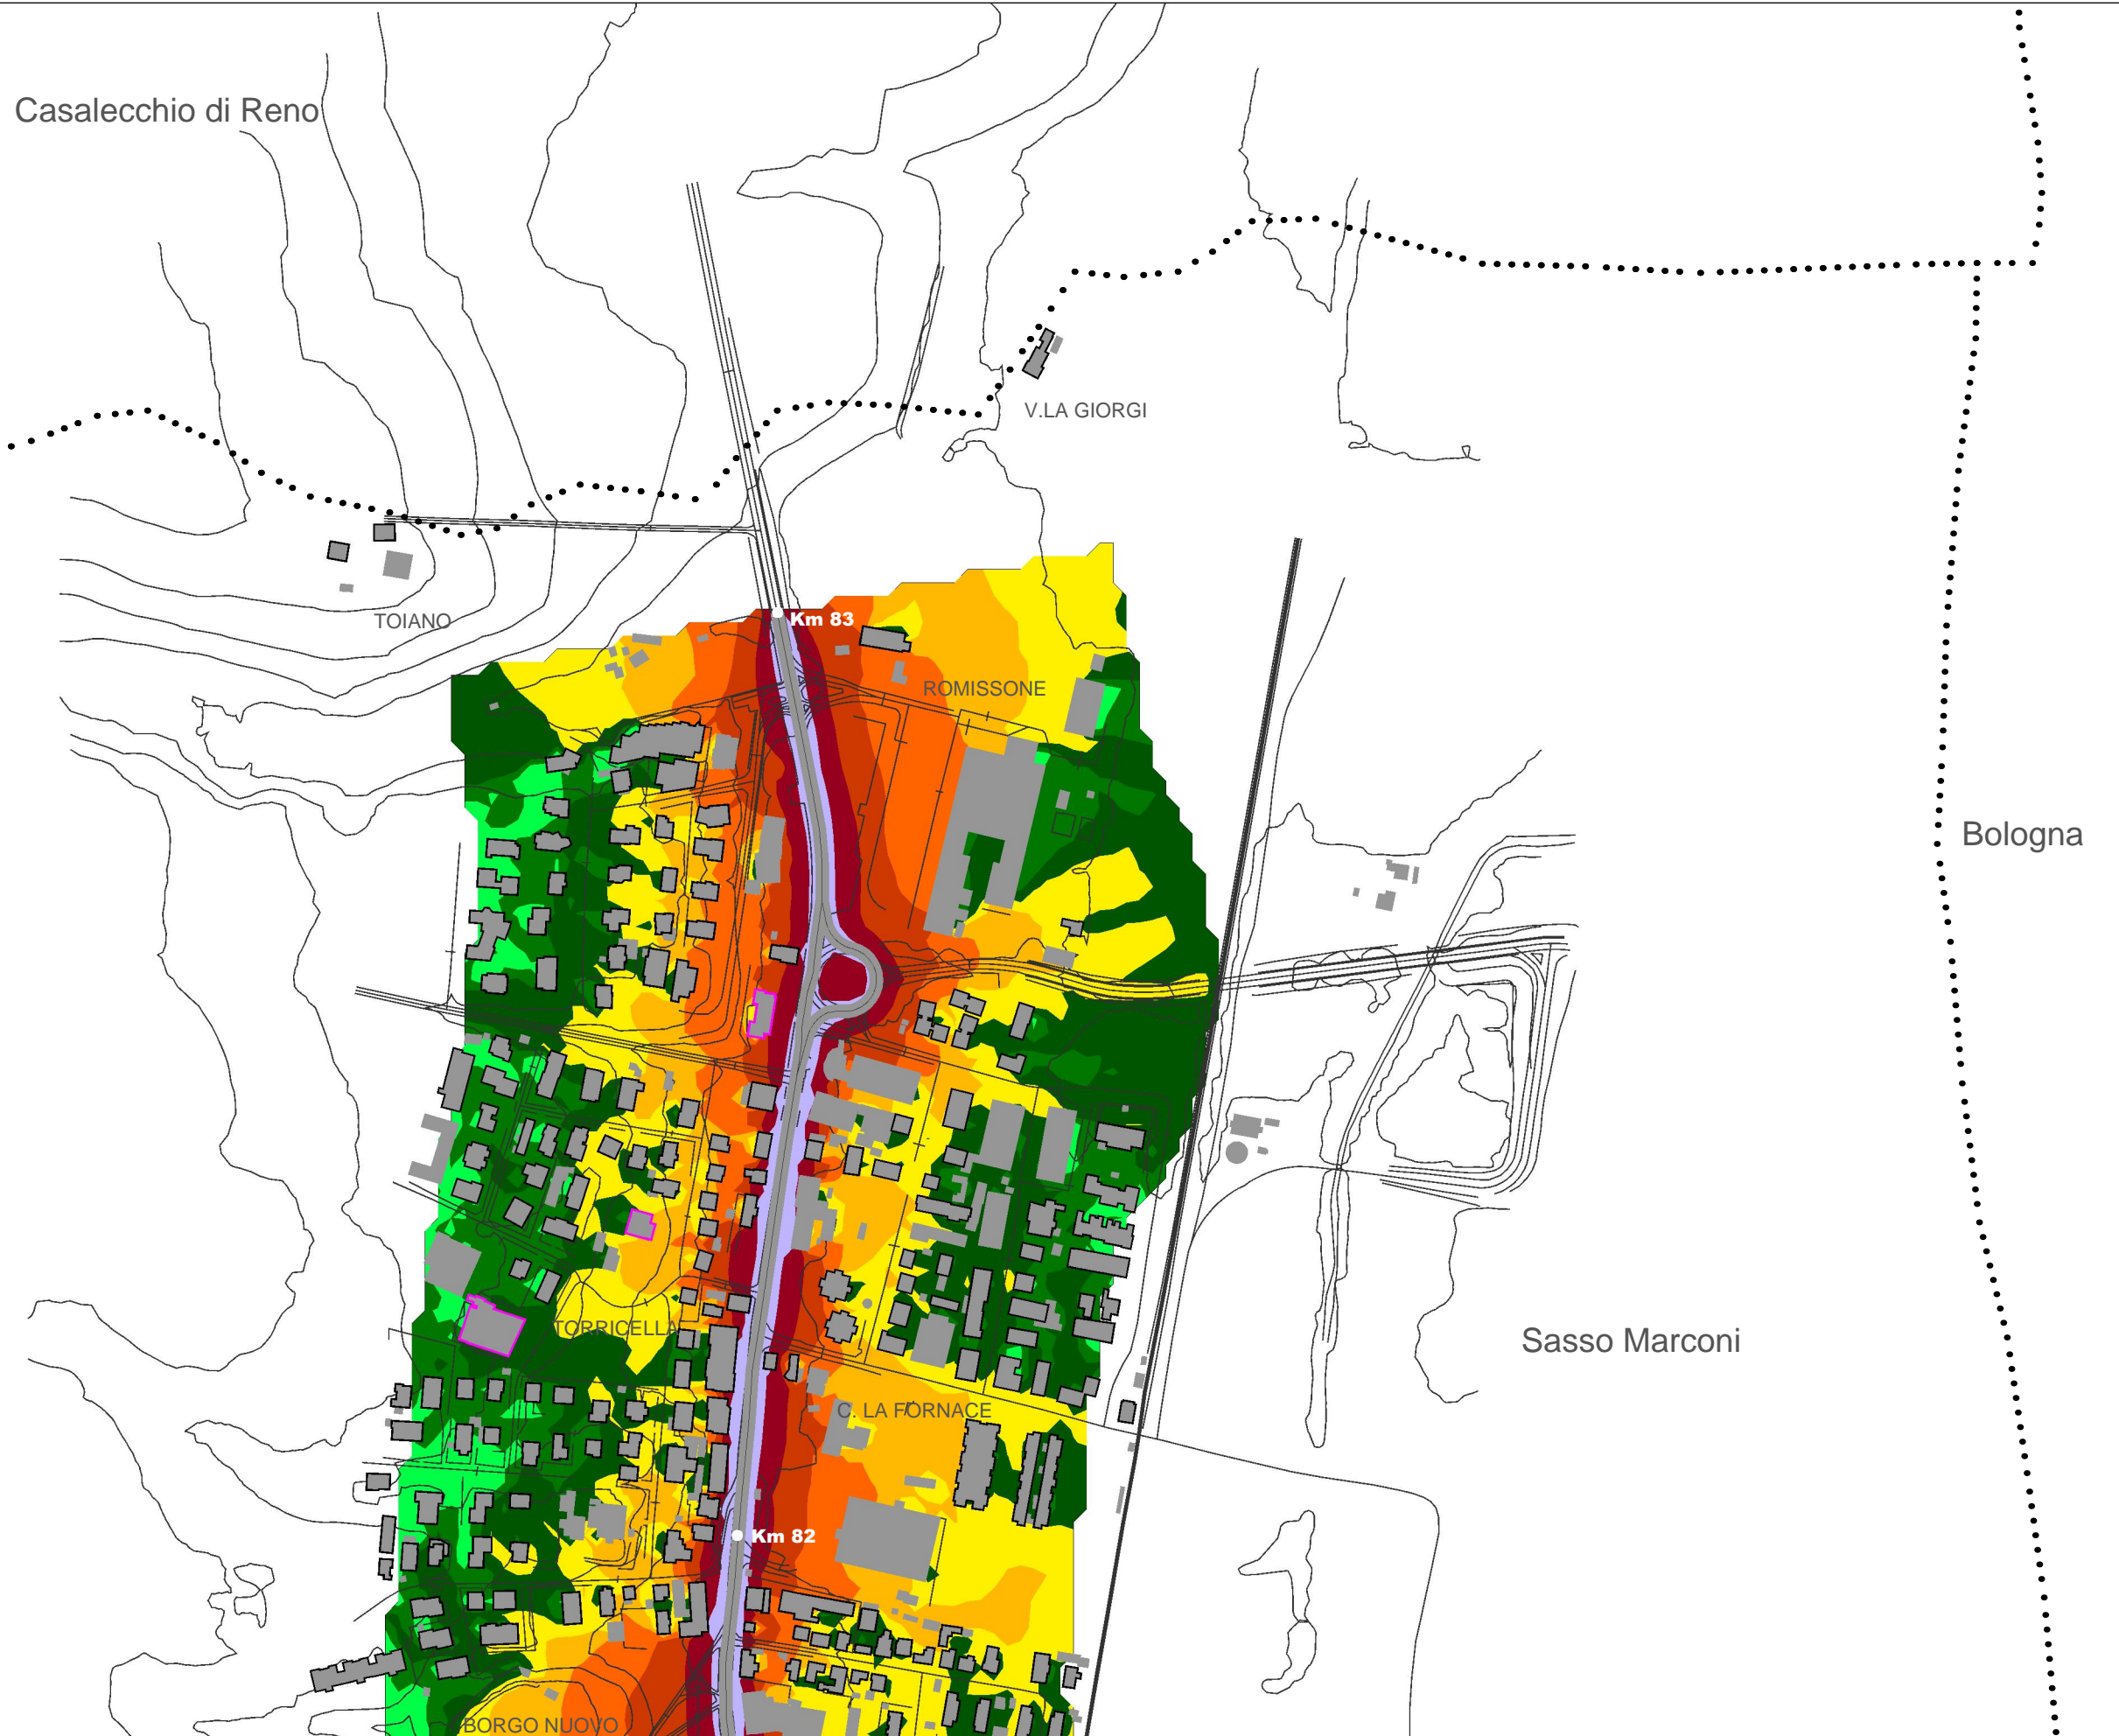 Casalecchio di Reno
V.LA GIORGI
TOIANO
Km 83
ROMISSONE
Bologna
TORRICELLA
Sasso Marconi
C. LA FORNACE
Km 82
BORGO NUOVO